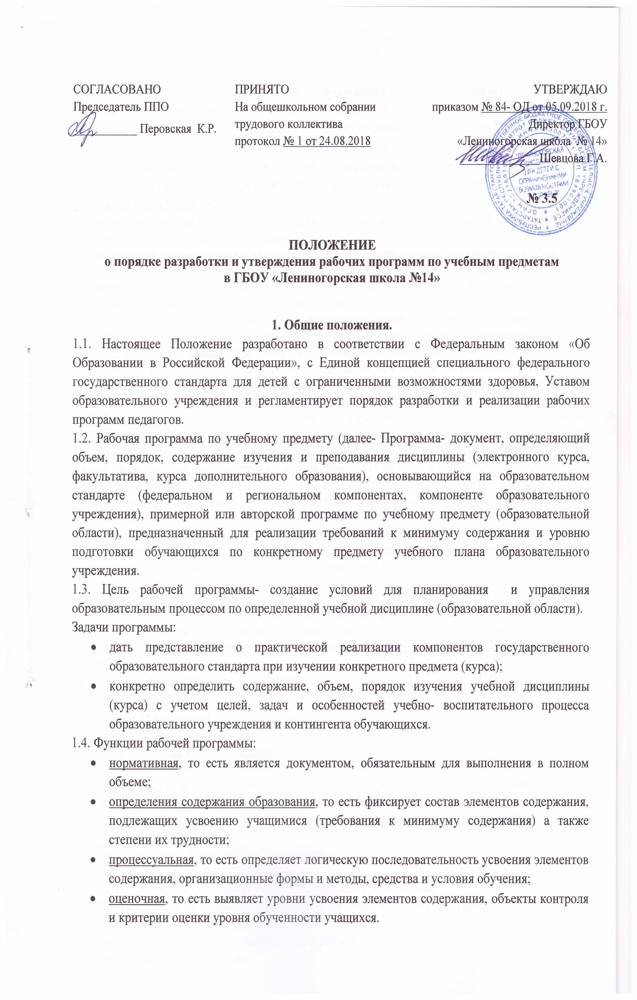 СОГЛАСОВАНО
Председатель ППО
__________ Перовская К.Р.
ПРИНЯТО
На общешкольном собрании
трудового коллектива
протокол № 1 от 24.08.2018
УТВЕРЖДАЮ
приказом № 84- ОД от 05.09.2018 г.
Директор ГБОУ
«Лениногорская школа № 14»
____________ Шевцова Г.А.
ЛЕНИНОГОРСКАЯ
ДЛЯ ДЕТЕЙ С
ОГРАНИЧЕННЫМИ
ВОЗМОЖНОСТЯМИ
№ 3.5
ПОЛОЖЕНИЕ
о порядке разработки и утверждения рабочих программ по учебным предметам
в ГБОУ «Лениногорская школа №14»
1. Общие положения.
1.1. Настоящее Положение разработано в соответствии с Федеральным законом «Об
Образовании в Российской Федерации», с Единой концепцией специального федерального
государственного стандарта для детей с ограниченными возможностями здоровья, Уставом
образовательного учреждения и регламентирует порядок разработки и реализации рабочих
программ педагогов.
1.2. Рабочая программа по учебному предмету (далее- Программа- документ, определяющий
объем, порядок, содержание изучения и преподавания дисциплины (электронного курса,
факультатива, курса дополнительного образования), основывающийся на образовательном
стандарте (федеральном и региональном компонентах, компоненте образовательного
учреждения), примерной или авторской программе по учебному предмету (образовательной
области), предназначенный для реализации требований к минимуму содержания и уровню
подготовки обучающихся по конкретному предмету учебного плана образовательного
учреждения.
1.3. Цель рабочей программы- создание условий для планирования и управления
образовательным процессом по определенной учебной дисциплине (образовательной области).
Задачи программы:
• дать представление о практической реализации компонентов государственного
образовательного стандарта при изучении конкретного предмета (курса);
• конкретно определить содержание, объем, порядок изучения учебной дисциплины
(курса) с учетом целей, задач и особенностей учебно- воспитательного процесса
образовательного учреждения и контингента обучающихся.
1.4. Функции рабочей программы:
• нормативная, то есть является документом, обязательным для выполнения в полном
объеме;
• определения содержания образования, то есть фиксирует состав элементов содержания,
подлежащих усвоению учащимися (требования к минимуму содержания) а также
степени их трудности;
• процессуальная, то есть определяет логическую последовательность усвоения элементов
содержания, организационные формы и методы, средства и условия обучения;
• оценочная, то есть выявляет уровни усвоения элементов содержания, объекты контроля
и критерии оценки уровня обученности учащихся.